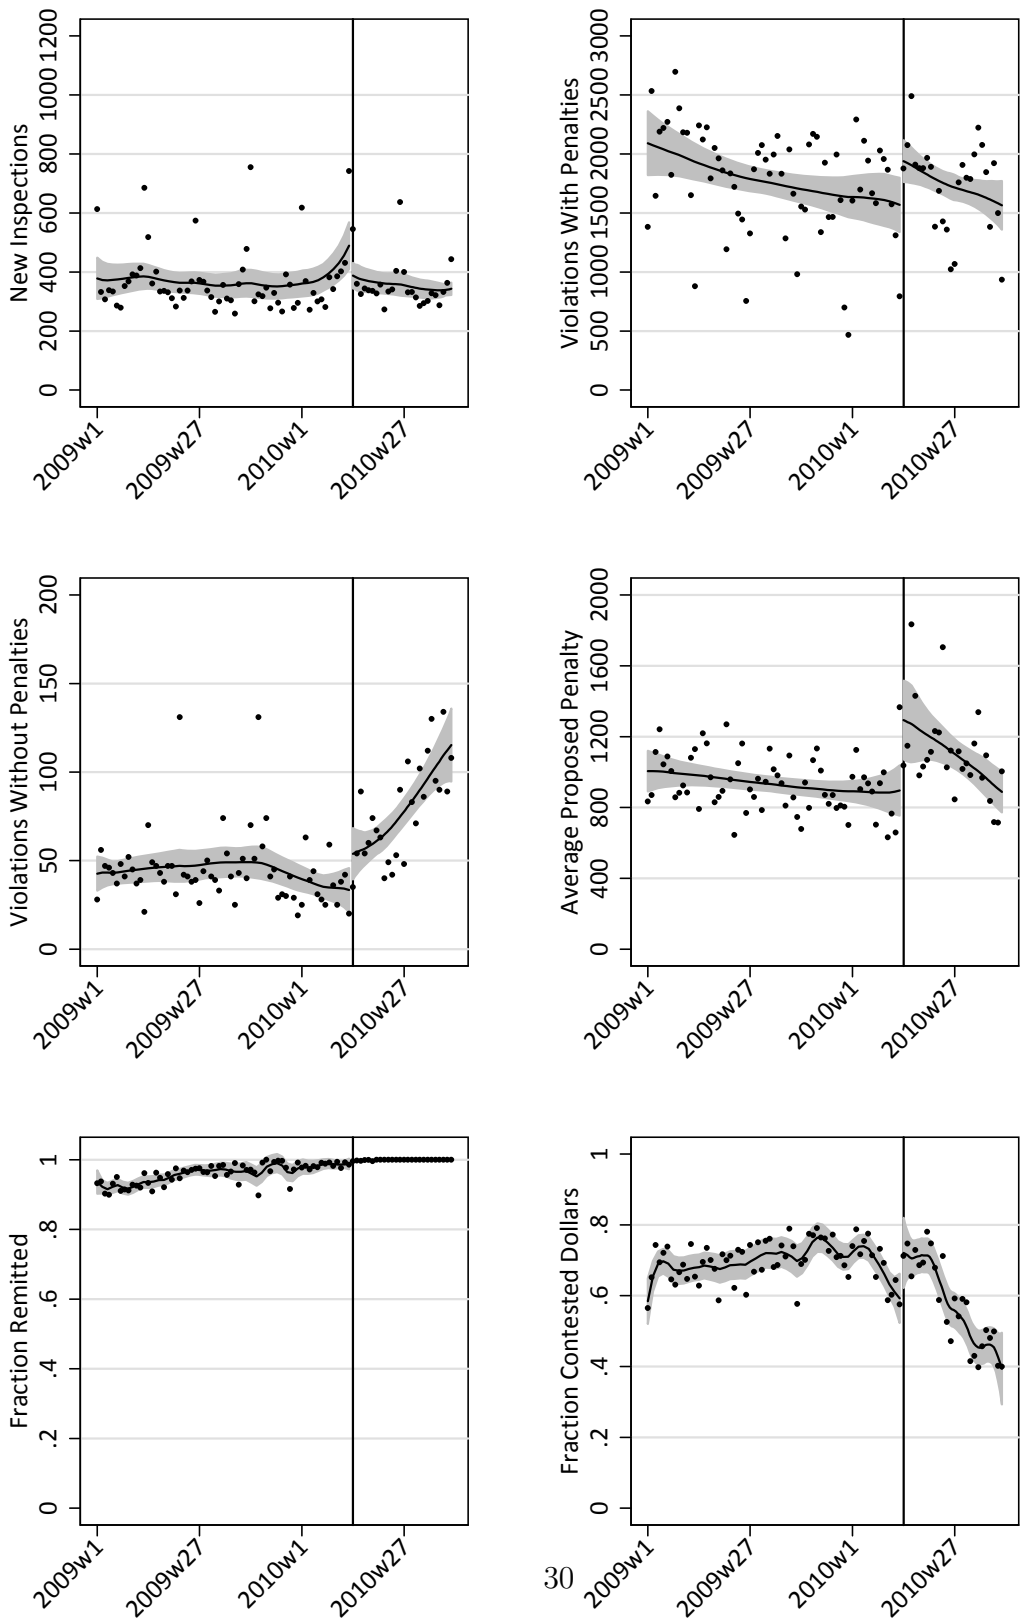 New Inspections
0 200 400 600 800 1000 1200
2009w1 2009w27 2010w1 2010w27
Violations With Penalties
0 500 1000 1500 2000 2500 3000
2009w1 2009w27 2010w1 2010w27
Violations Without Penalties
0 50 100 150 200
2009w1 2009w27 2010w1 2010w27
Average Proposed Penalty
0 400 800 1200 1600 2000
2009w1 2009w27 2010w1 2010w27
Fraction Remitted
0 .2 .4 .6 .8 1
2009w1 2009w27 2010w1 2010w27
Fraction Contested Dollars
0 .2 .4 .6 .8 1
2009w1 2009w27 2010w1 2010w27
30